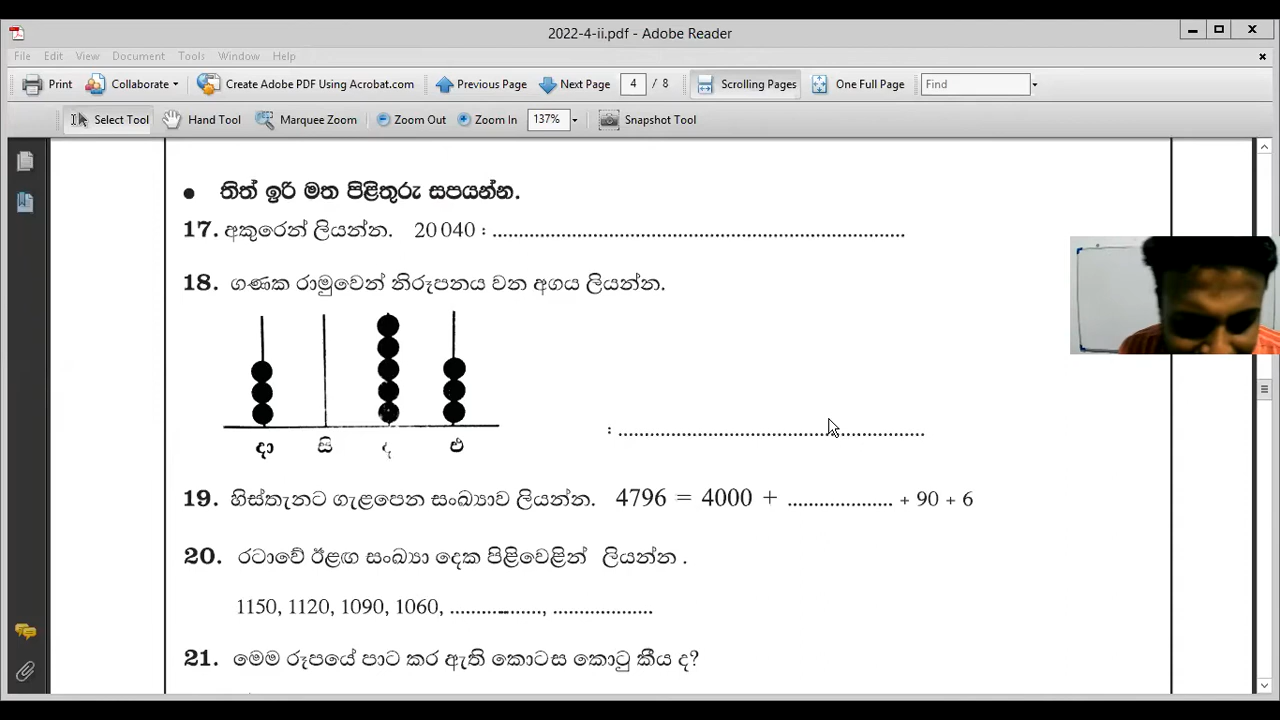 2022-4-ii.pdf - Adobe Reader
File Edit View Document Tools Window Help
Print Collaborate Create Adobe PDF Using Acrobat.com Previous Page Next Page 4 / 8 Scrolling Pages One Full Page Find
Select Tool Hand Tool Marquee Zoom Zoom Out Zoom In 137% Snapshot Tool
● තිත් ඉරි මත පිළිතුරු සපයන්න.
17. අකුරෙන් ලියන්න. 20 040 : ....................................................................................
18. ගණක රාමුවෙන් නිරූපනය වන අගය ලියන්න.
දා සි ද එ
: ..............................................................
19. හිස්තැනට ගැළපෙන සංඛ්‍යාව ලියන්න. 4796 = 4000 + .................... + 90 + 6
20. රටාවේ ඊළඟ සංඛ්‍යා දෙක පිළිවෙළින් ලියන්න .
1150, 1120, 1090, 1060, .................., ...................
21. මෙම රූපයේ පාට කර ඇති කොටස කොටු කීය ද?